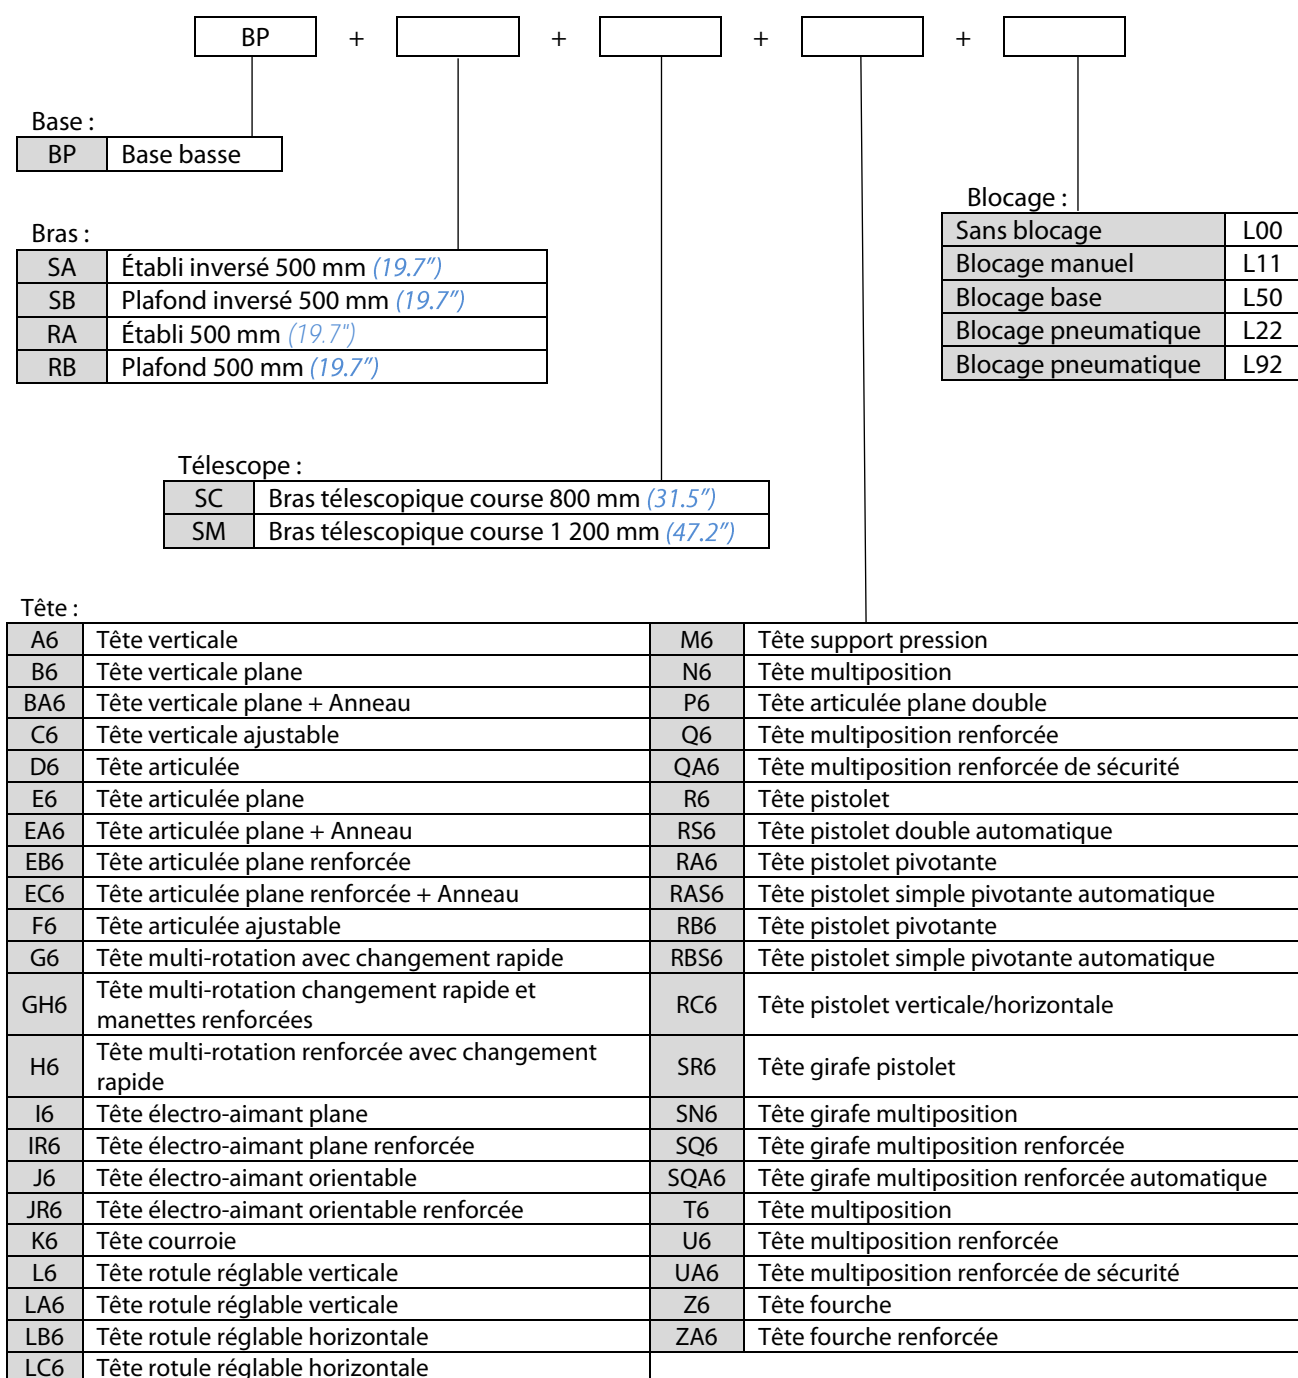 BP + + + +
Base :
BP Base basse
Blocage :
Sans blocage L00
Blocage manuel L11
Blocage base L50
Blocage pneumatique L22
Blocage pneumatique L92
Bras :
SA Établi inversé 500 mm (19.7″)
SB Plafond inversé 500 mm (19.7″)
RA Établi 500 mm (19.7")
RB Plafond 500 mm (19.7″)
Télescope :
SC Bras télescopique course 800 mm (31.5″)
SM Bras télescopique course 1 200 mm (47.2″)
Tête :
A6 Tête verticale
B6 Tête verticale plane
BA6 Tête verticale plane + Anneau
C6 Tête verticale ajustable
D6 Tête articulée
E6 Tête articulée plane
EA6 Tête articulée plane + Anneau
EB6 Tête articulée plane renforcée
EC6 Tête articulée plane renforcée + Anneau
F6 Tête articulée ajustable
G6 Tête multi-rotation avec changement rapide
GH6 Tête multi-rotation changement rapide et
manettes renforcées
H6 Tête multi-rotation renforcée avec changement
rapide
I6 Tête électro-aimant plane
IR6 Tête électro-aimant plane renforcée
J6 Tête électro-aimant orientable
JR6 Tête électro-aimant orientable renforcée
K6 Tête courroie
L6 Tête rotule réglable verticale
LA6 Tête rotule réglable verticale
LB6 Tête rotule réglable horizontale
LC6 Tête rotule réglable horizontale
M6 Tête support pression
N6 Tête multiposition
P6 Tête articulée plane double
Q6 Tête multiposition renforcée
QA6 Tête multiposition renforcée de sécurité
R6 Tête pistolet
RS6 Tête pistolet double automatique
RA6 Tête pistolet pivotante
RAS6 Tête pistolet simple pivotante automatique
RB6 Tête pistolet pivotante
RBS6 Tête pistolet simple pivotante automatique
RC6 Tête pistolet verticale/horizontale
SR6 Tête girafe pistolet
SN6 Tête girafe multiposition
SQ6 Tête girafe multiposition renforcée
SQA6 Tête girafe multiposition renforcée automatique
T6 Tête multiposition
U6 Tête multiposition renforcée
UA6 Tête multiposition renforcée de sécurité
Z6 Tête fourche
ZA6 Tête fourche renforcée